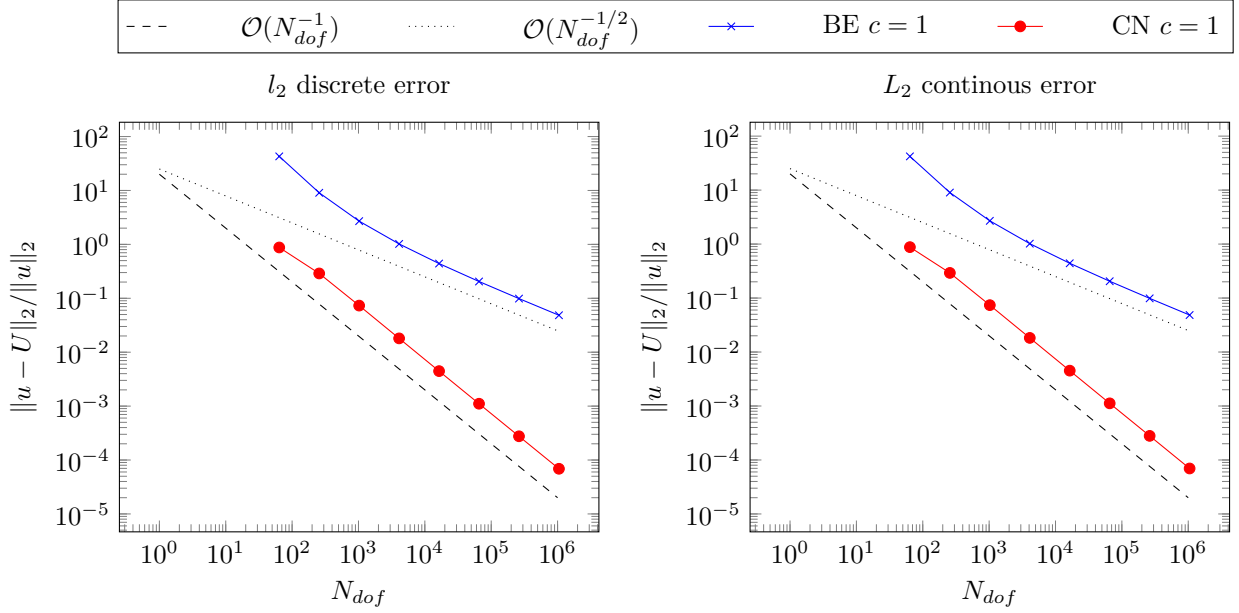 $\mathcal{O}(N_{dof}^{-1})$ $\mathcal{O}(N_{dof}^{-1/2})$ BE $c = 1$ CN $c = 1$
$l_2$ discrete error
$10^2$
$10^1$
$10^0$
$10^{-1}$
$10^{-2}$
$10^{-3}$
$10^{-4}$
$10^{-5}$
$\|u - U\|_2/\|u\|_2$
$10^0$ $10^1$ $10^2$ $10^3$ $10^4$ $10^5$ $10^6$
$N_{dof}$
$L_2$ continous error
$10^2$
$10^1$
$10^0$
$10^{-1}$
$10^{-2}$
$10^{-3}$
$10^{-4}$
$10^{-5}$
$\|u - U\|_2/\|u\|_2$
$10^0$ $10^1$ $10^2$ $10^3$ $10^4$ $10^5$ $10^6$
$N_{dof}$